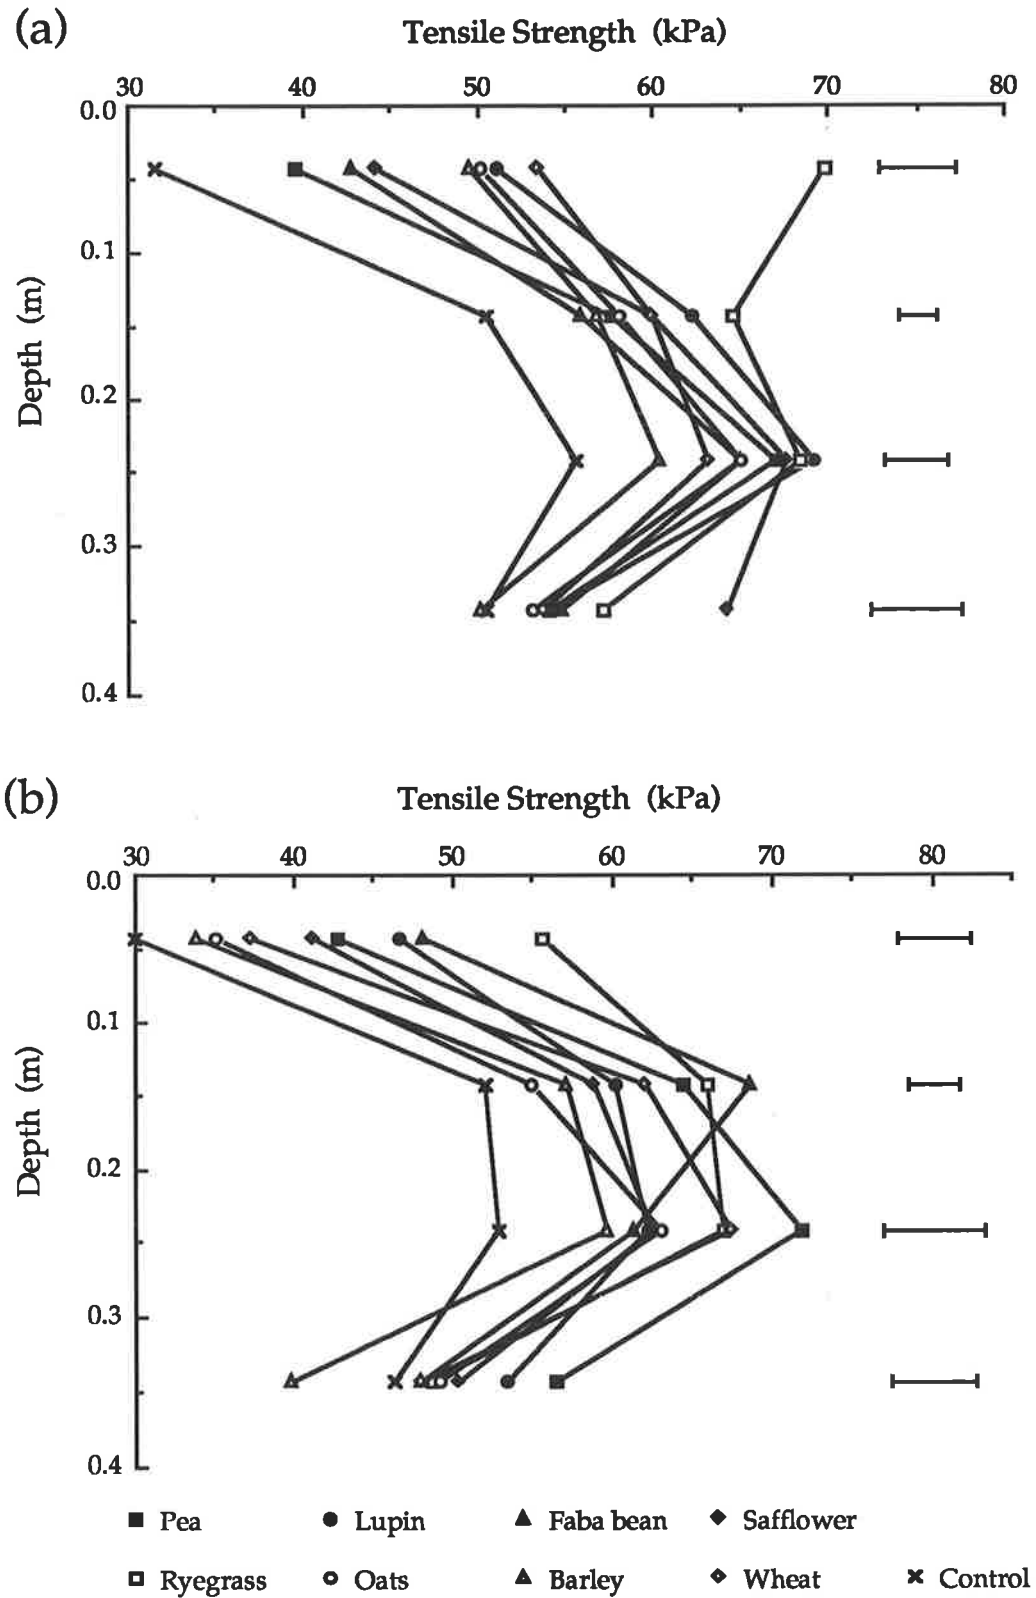 (a)
Tensile Strength (kPa)
30 40 50 60 70 80
0.0
0.1
0.2
0.3
0.4
Depth (m)
(b)
Tensile Strength (kPa)
30 40 50 60 70 80
0.0
0.1
0.2
0.3
0.4
Depth (m)
Pea Lupin Faba bean Safflower
Ryegrass Oats Barley Wheat Control